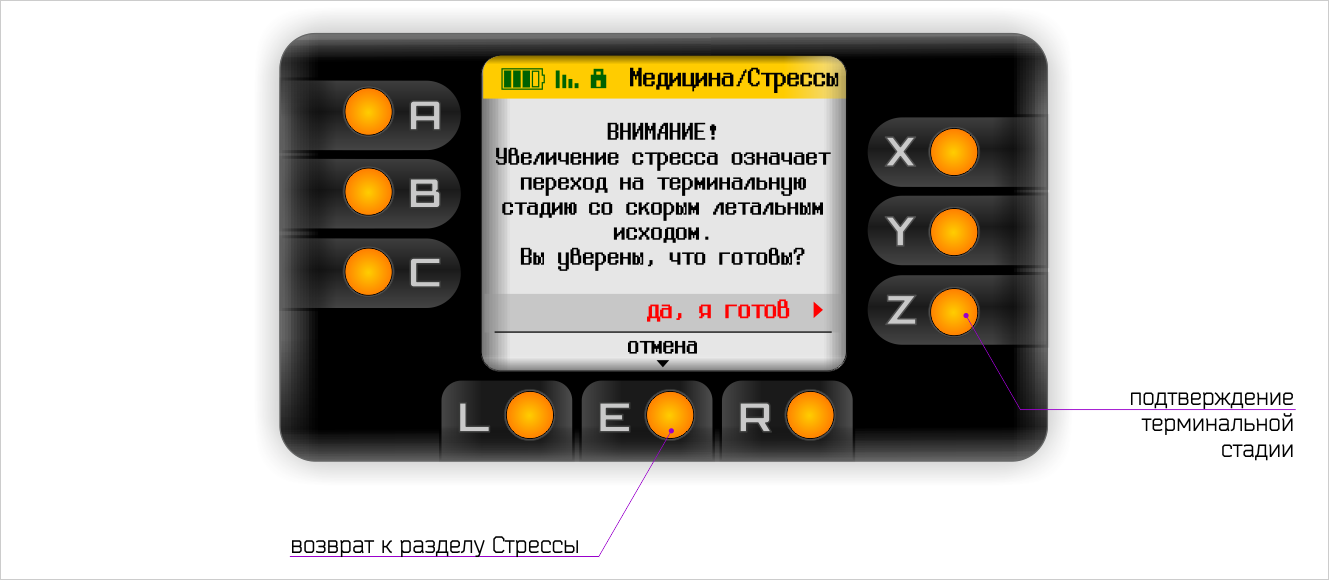 Медицина/Стрессы
A
B
C
ВНИМАНИЕ!
Увеличение стресса означает
переход на терминальную
стадию со скорым летальным
исходом.
Вы уверены, что готовы?
да, я готов
отмена
X
Y
Z
L
E
R
подтверждение
терминальной
стадии
возврат к разделу Стрессы